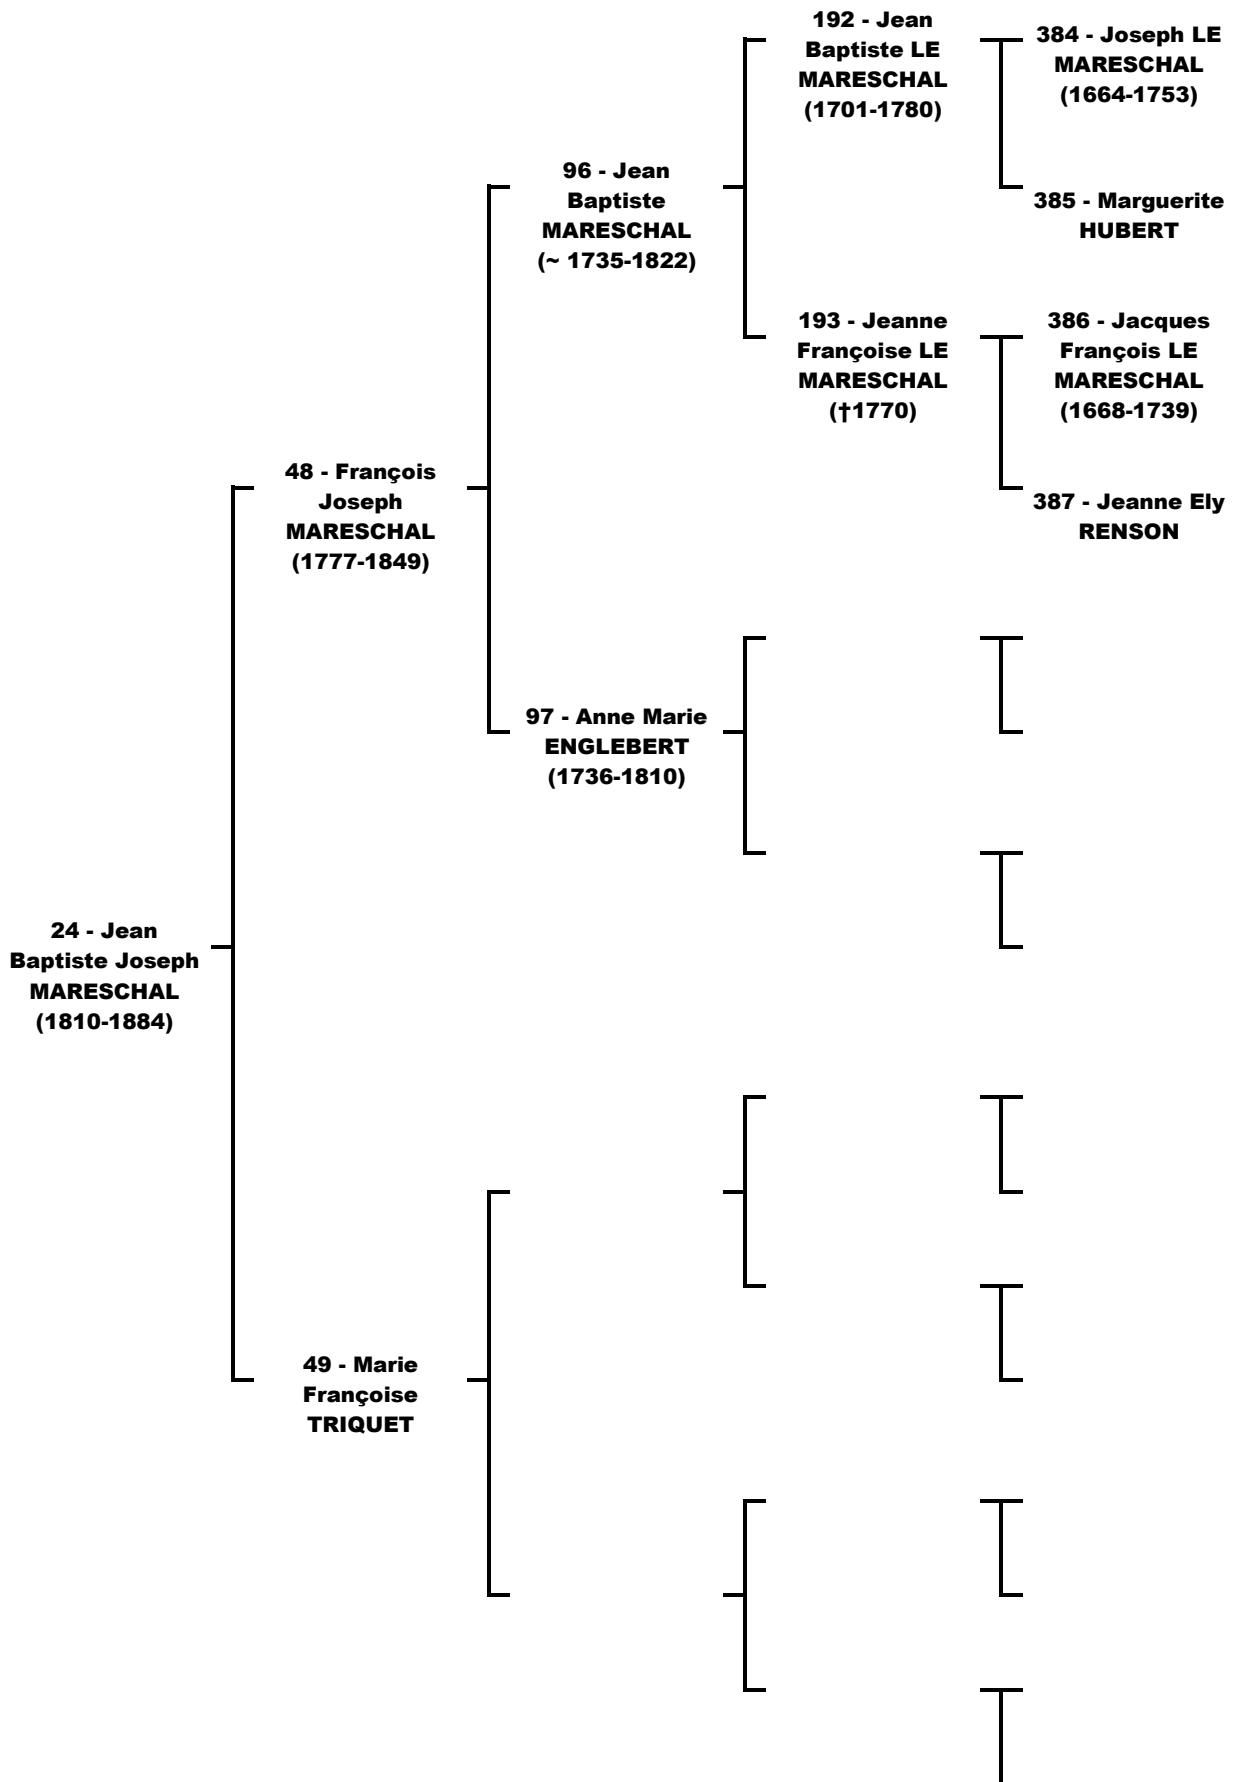 192 - Jean
Baptiste LE
MARESCHAL
(1701-1780)
384 - Joseph LE
MARESCHAL
(1664-1753)
96 - Jean
Baptiste
MARESCHAL
(~ 1735-1822)
385 - Marguerite
HUBERT
193 - Jeanne
Françoise LE
MARESCHAL
(†1770)
386 - Jacques
François LE
MARESCHAL
(1668-1739)
48 - François
Joseph
MARESCHAL
(1777-1849)
387 - Jeanne Ely
RENSON
97 - Anne Marie
ENGLEBERT
(1736-1810)
24 - Jean
Baptiste Joseph
MARESCHAL
(1810-1884)
49 - Marie
Françoise
TRIQUET